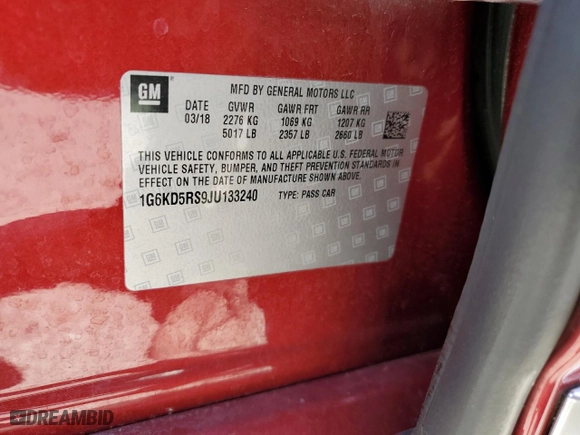 GM
MFD BY GENERAL MOTORS LLC
DATE GVWR GAWR FRT GAWR RR
03/18 2276 KG 1069 KG 1207 KG
5017 LB 2357 LB 2660 LB
THIS VEHICLE CONFORMS TO ALL APPLICABLE U.S. FEDERAL MOTOR
VEHICLE SAFETY, BUMPER, AND THEFT PREVENTION STANDARDS IN
EFFECT ON THE DATE OF MANUFACTURE SHOWN ABOVE.
1G6KD5RS9JU133240 TYPE: PASS CAR
DREAMBID